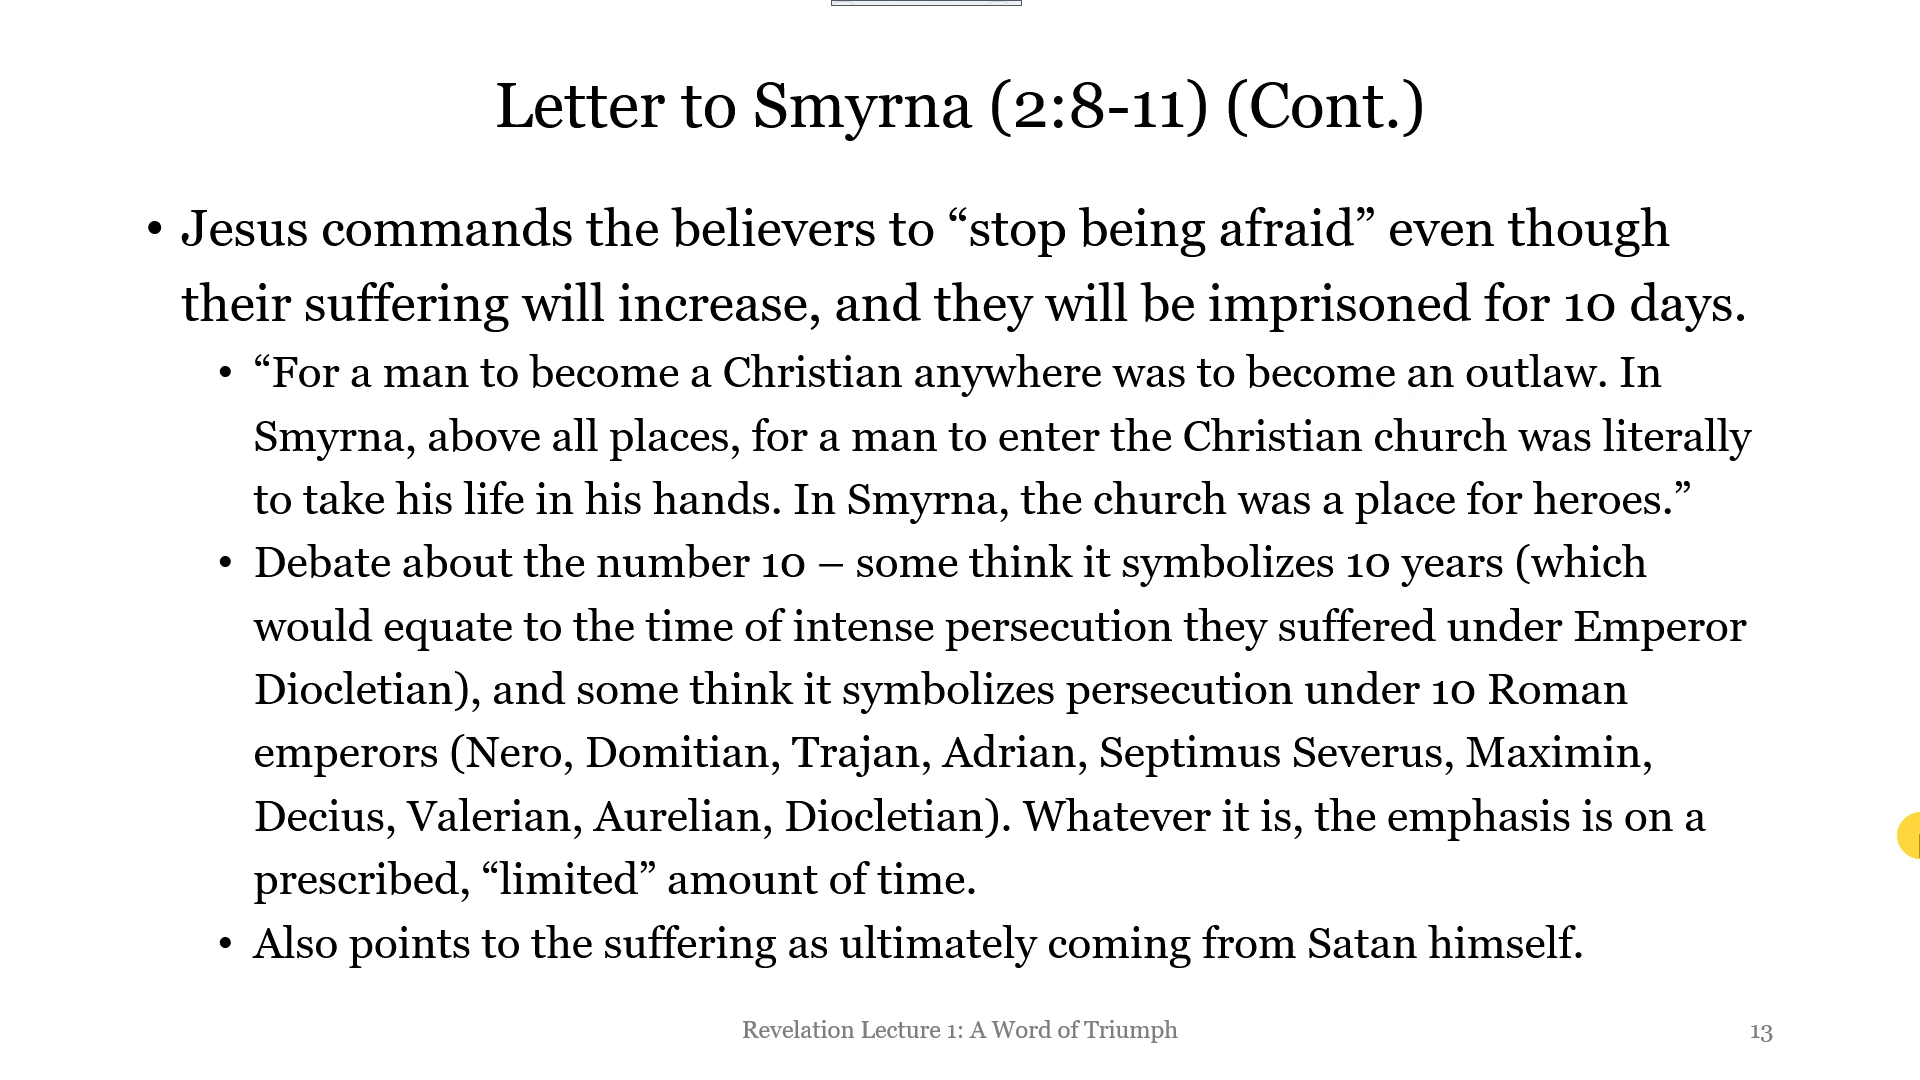 Letter to Smyrna (2:8-11) (Cont.)
• Jesus commands the believers to “stop being afraid” even though
their suffering will increase, and they will be imprisoned for 10 days.
• “For a man to become a Christian anywhere was to become an outlaw. In
Smyrna, above all places, for a man to enter the Christian church was literally
to take his life in his hands. In Smyrna, the church was a place for heroes.”
• Debate about the number 10 – some think it symbolizes 10 years (which
would equate to the time of intense persecution they suffered under Emperor
Diocletian), and some think it symbolizes persecution under 10 Roman
emperors (Nero, Domitian, Trajan, Adrian, Septimus Severus, Maximin,
Decius, Valerian, Aurelian, Diocletian). Whatever it is, the emphasis is on a
prescribed, “limited” amount of time.
• Also points to the suffering as ultimately coming from Satan himself.
Revelation Lecture 1: A Word of Triumph
13